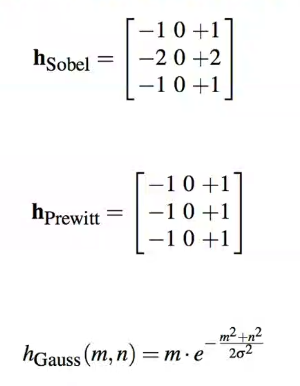 h_Sobel = [ −1 0 +1
−2 0 +2
−1 0 +1 ]
h_Prewitt = [ −1 0 +1
−1 0 +1
−1 0 +1 ]
h_Gauss(m,n) = m · e^{−(m²+n²)/(2σ²)}